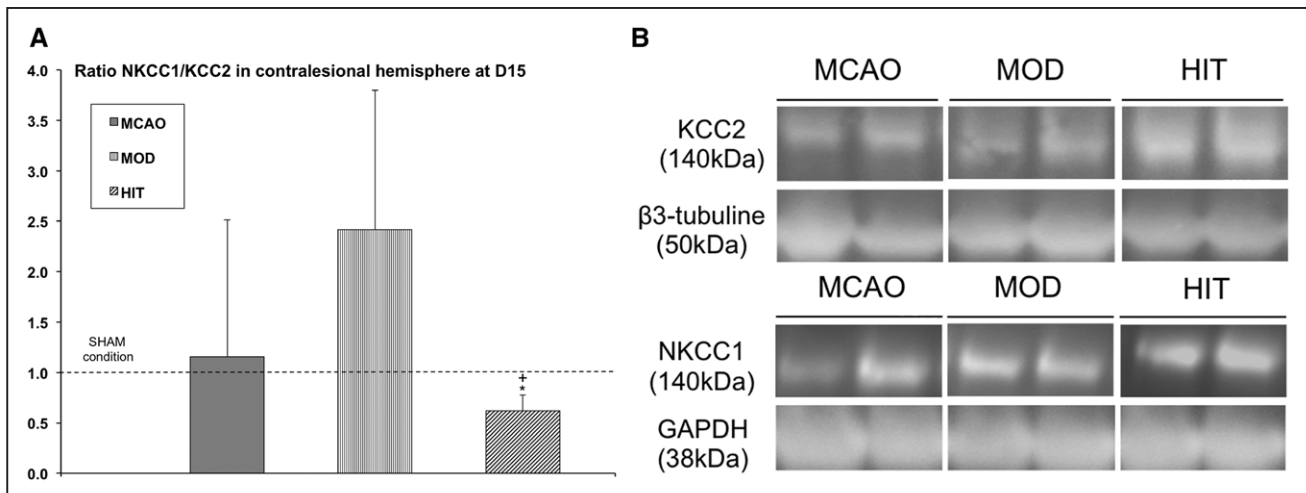 A
Ratio NKCC1/KCC2 in contralesional hemisphere at D15
4.0
3.5
3.0
2.5
2.0
1.5
1.0
0.5
0.0
MCAO
MOD
HIT
SHAM
condition
+
*
B
MCAO MOD HIT
KCC2
(140kDa)
β3-tubuline
(50kDa)
MCAO MOD HIT
NKCC1
(140kDa)
GAPDH
(38kDa)